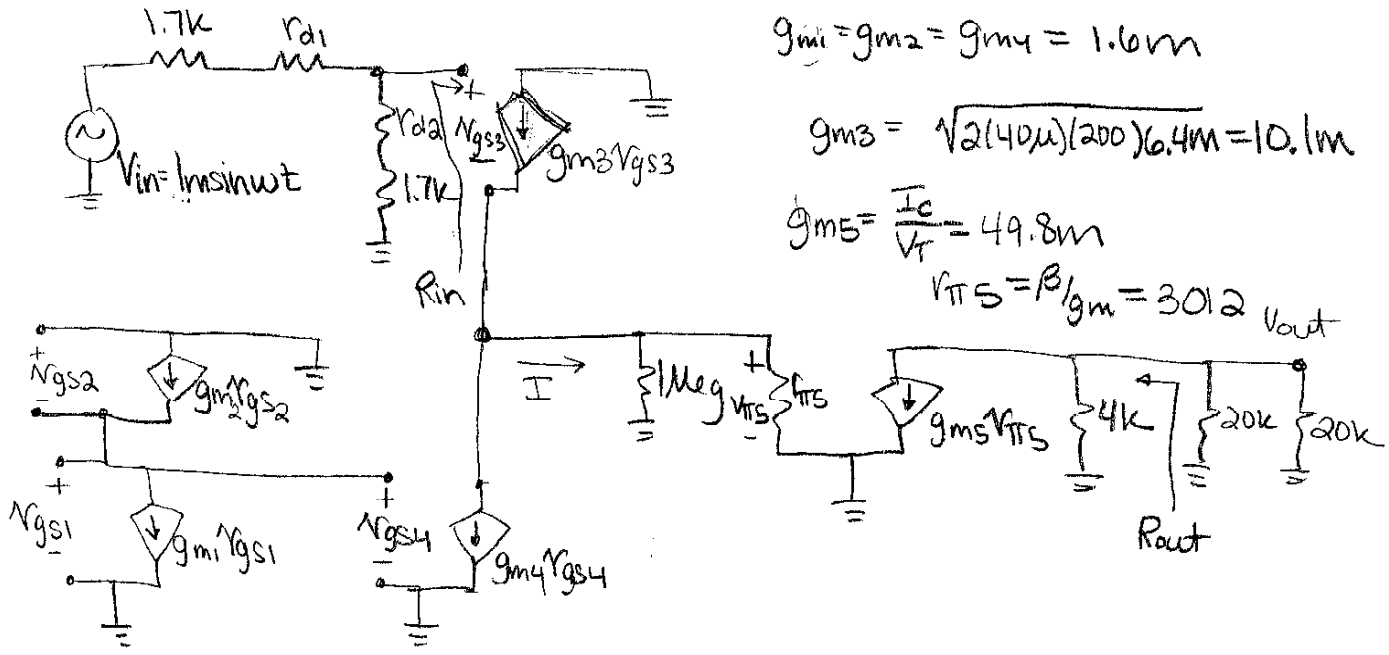 1.7K
rd1
gm1 = gm2 = gm4 = 1.6m
rd2
Vgs3
+
-
gm3Vgs3
gm3 = √2(40μ)(200)6.4m = 10.1m
Vin = 1msinwt
1.7K
gm5 = Ic/VT = 49.8m
Rin
rπ5 = β/gm = 3012
Vout
+
Vgs2
-
gm2Vgs2
I
1Meg
+
Vπ5
-
rπ5
gm5Vπ5
4K
20K
20K
+
Vgs1
-
gm1Vgs1
+
Vgs4
-
gm4Vgs4
Rout